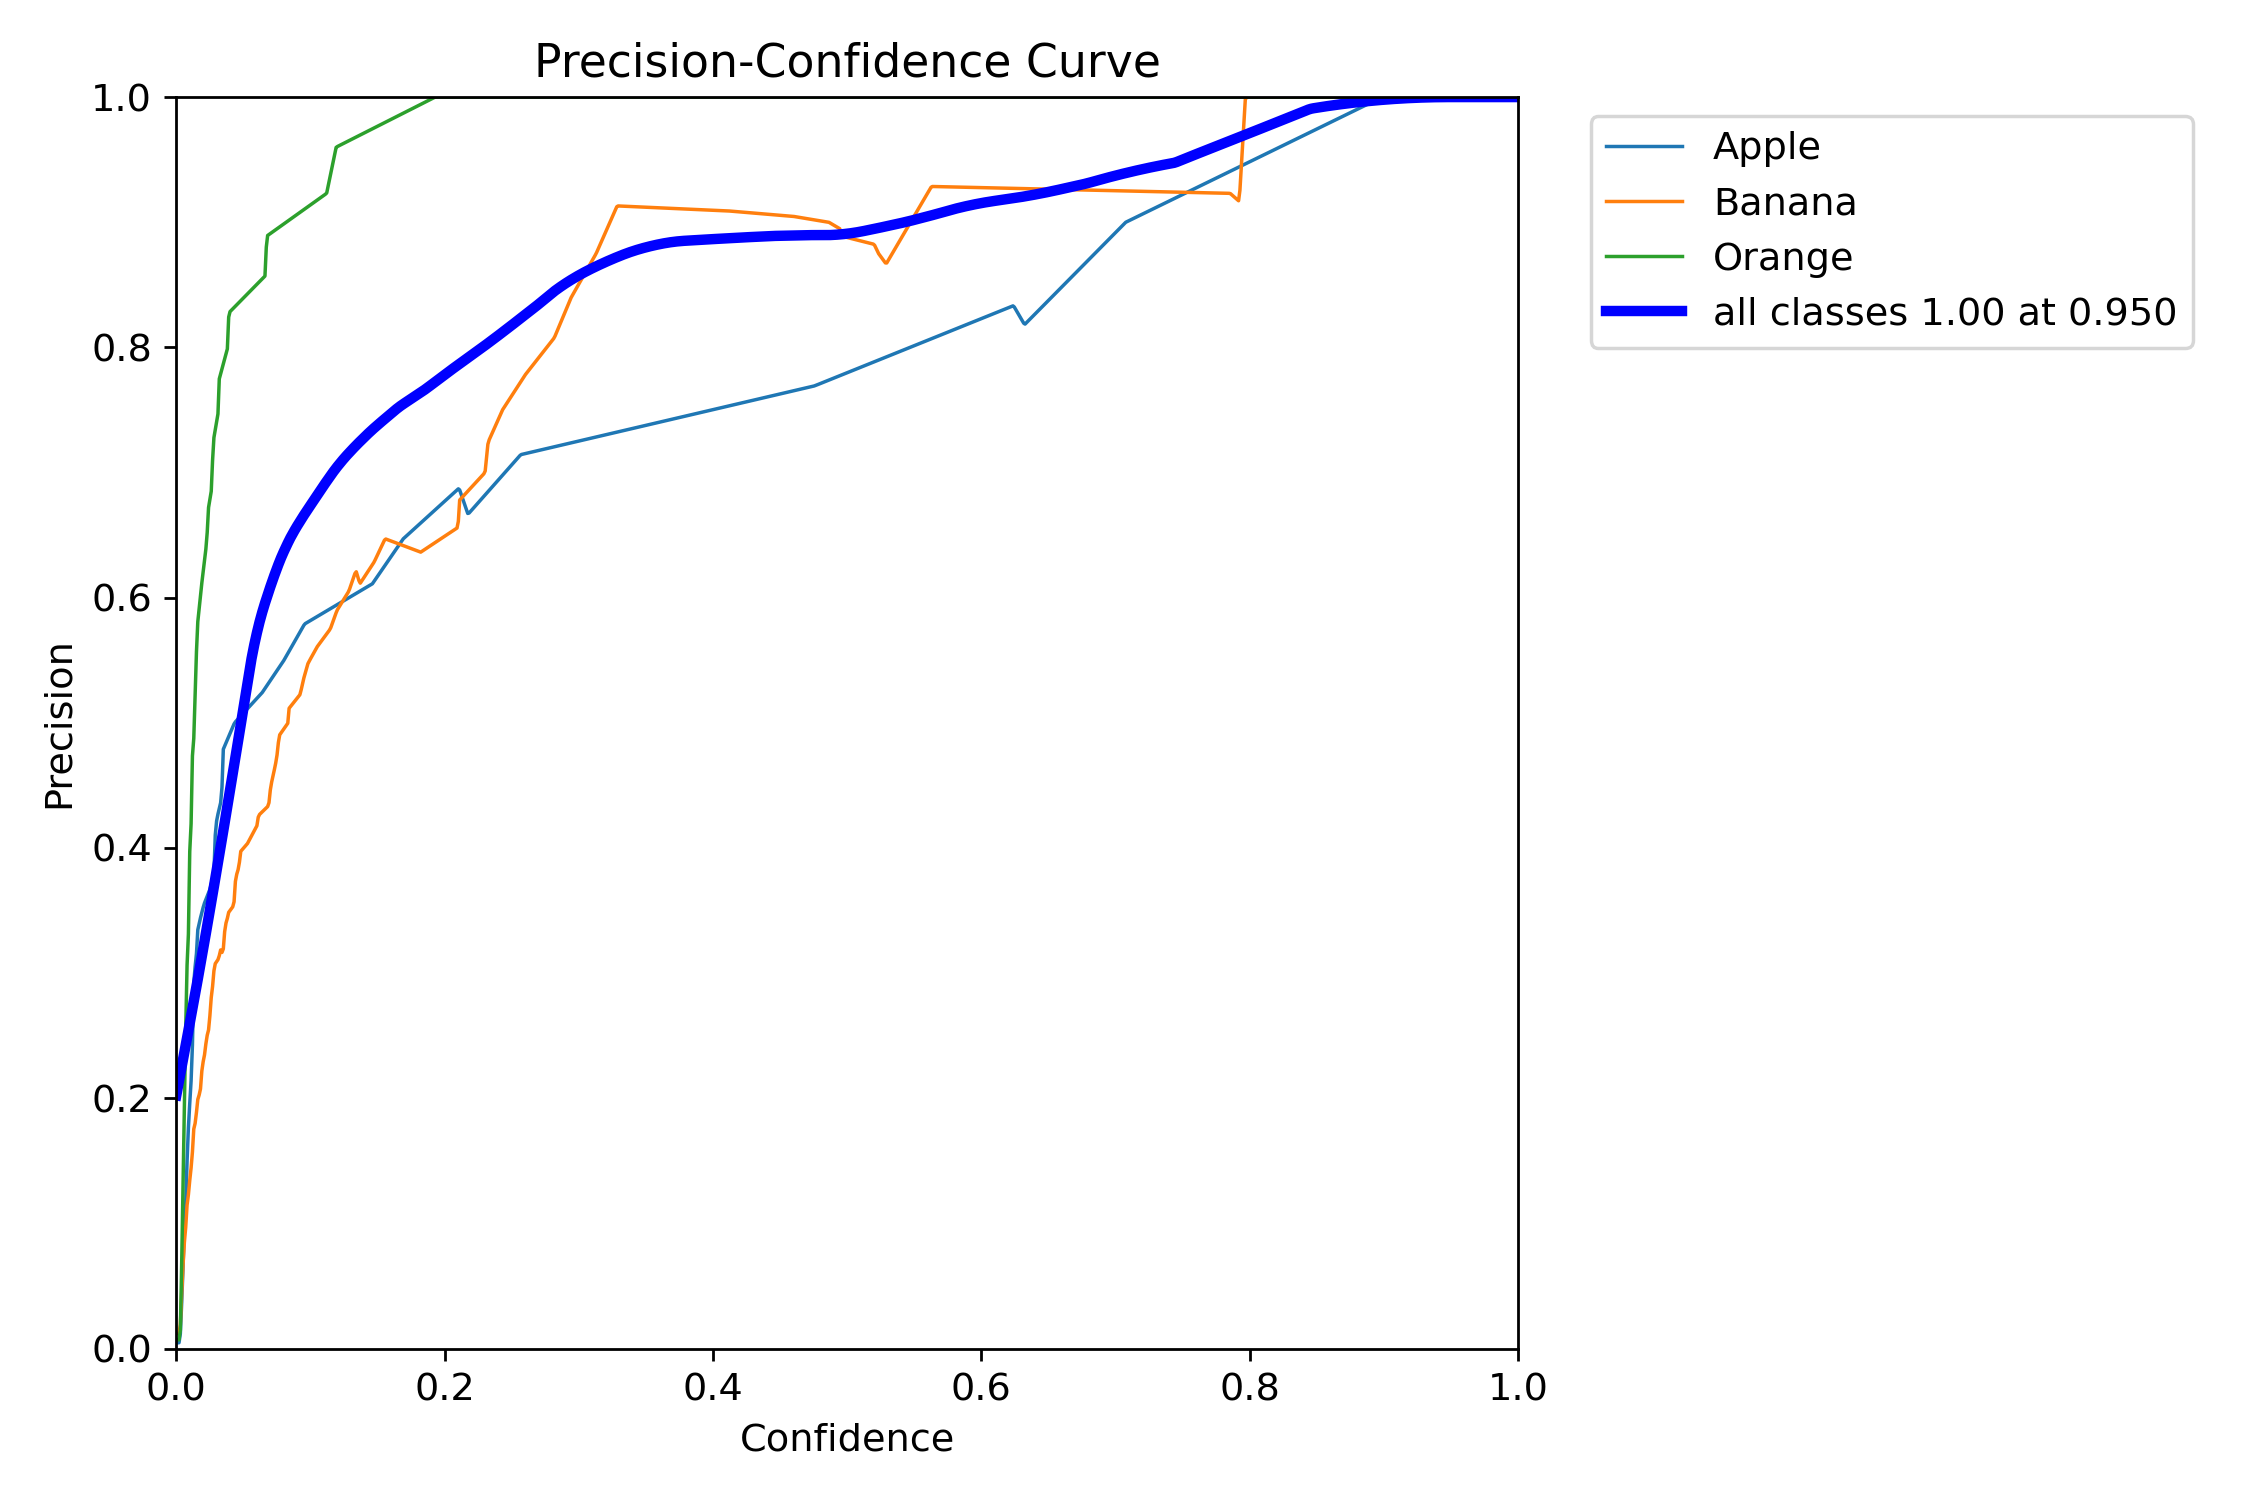 Precision-Confidence Curve
1.0
0.8
0.6
0.4
0.2
0.0
Precision
0.0 0.2 0.4 0.6 0.8 1.0
Confidence
Apple
Banana
Orange
all classes 1.00 at 0.950